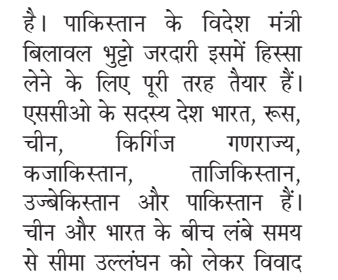 है। पाकिस्तान के विदेश मंत्री
बिलावल भुट्टो जरदारी इसमें हिस्सा
लेने के लिए पूरी तरह तैयार हैं।
एससीओ के सदस्य देश भारत, रूस,
चीन, किर्गिज गणराज्य,
कजाकिस्तान, ताजिकिस्तान,
उज्बेकिस्तान और पाकिस्तान हैं।
चीन और भारत के बीच लंबे समय
से सीमा उल्लंघन को लेकर विवाद